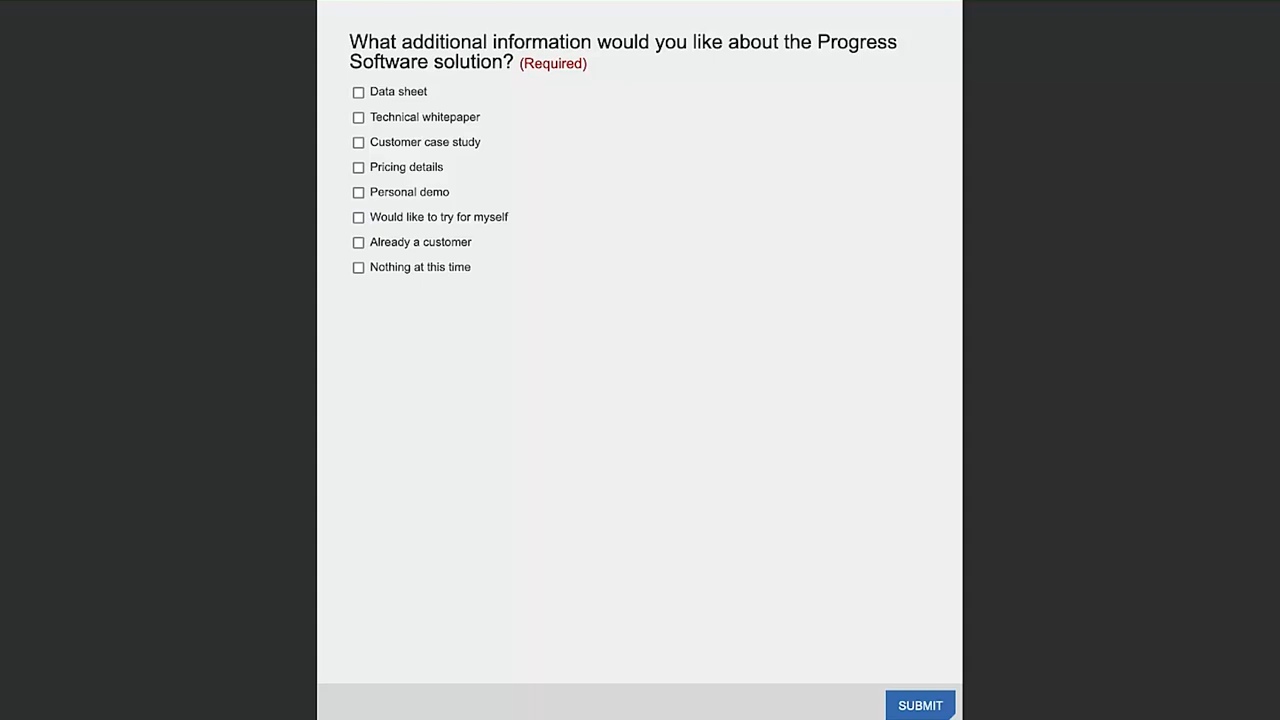 What additional information would you like about the Progress
Software solution? (Required)
Data sheet
Technical whitepaper
Customer case study
Pricing details
Personal demo
Would like to try for myself
Already a customer
Nothing at this time
SUBMIT